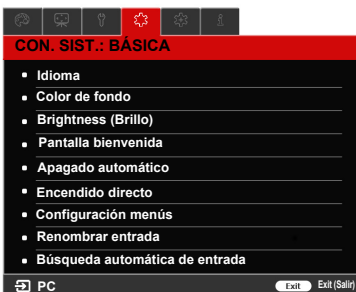 CON. SIST.: BÁSICA
Idioma
Color de fondo
Brightness (Brillo)
Pantalla bienvenida
Apagado automático
Encendido directo
Configuración menús
Renombrar entrada
Búsqueda automática de entrada
PC Exit Exit (Salir)